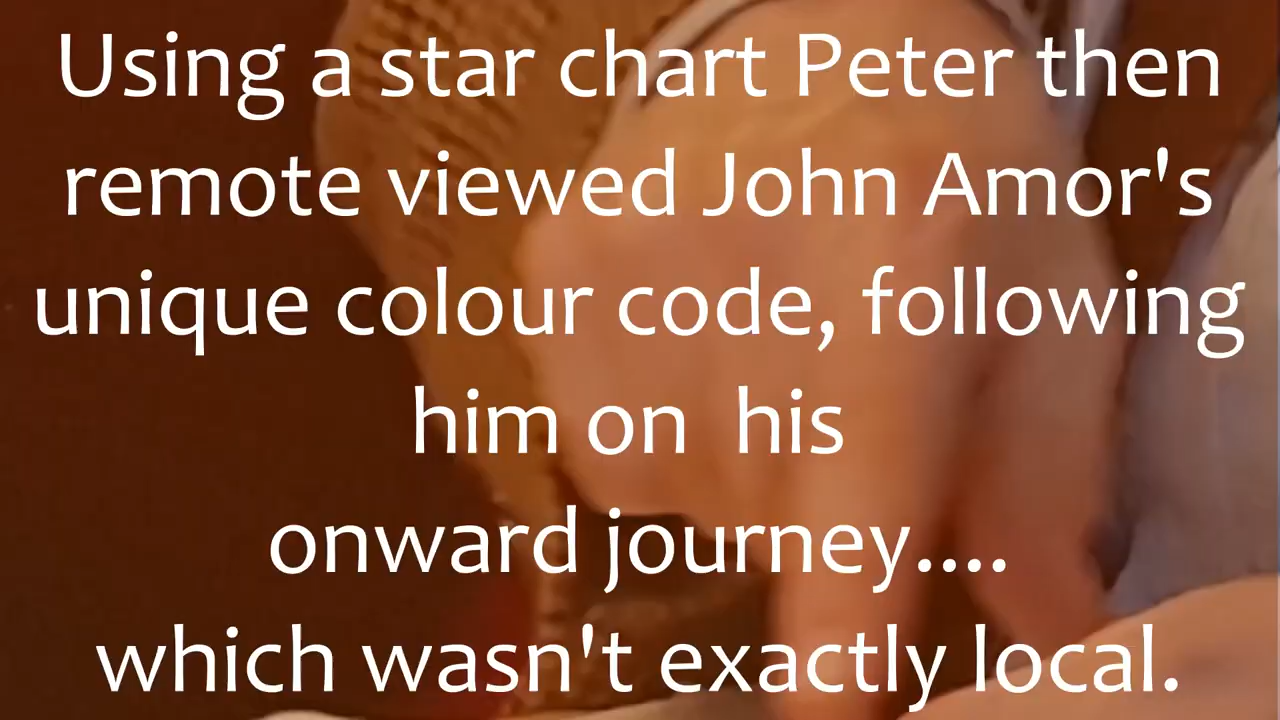 Using a star chart Peter then
remote viewed John Amor's
unique colour code, following
him on  his
onward journey....
which wasn't exactly local.